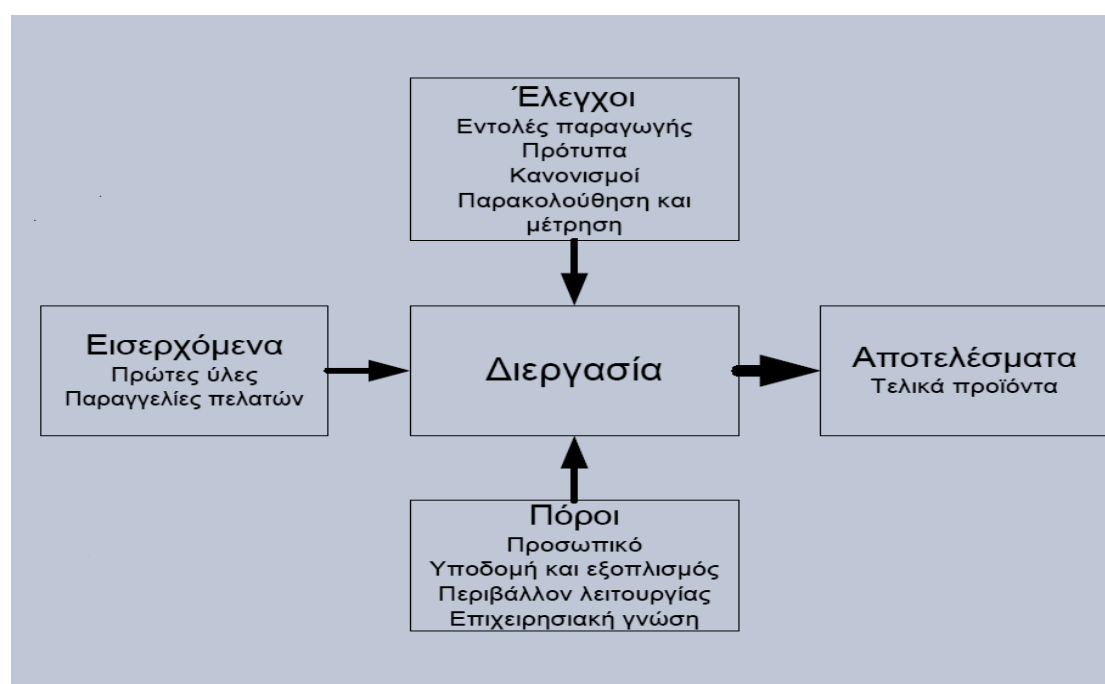 Έλεγχοι
Εντολές παραγωγής
Πρότυπα
Κανονισμοί
Παρακολούθηση και
μέτρηση
Εισερχόμενα
Πρώτες ύλες
Παραγγελίες πελατών
Διεργασία
Αποτελέσματα
Τελικά προϊόντα
Πόροι
Προσωπικό
Υποδομή και εξοπλισμός
Περιβάλλον λειτουργίας
Επιχειρησιακή γνώση